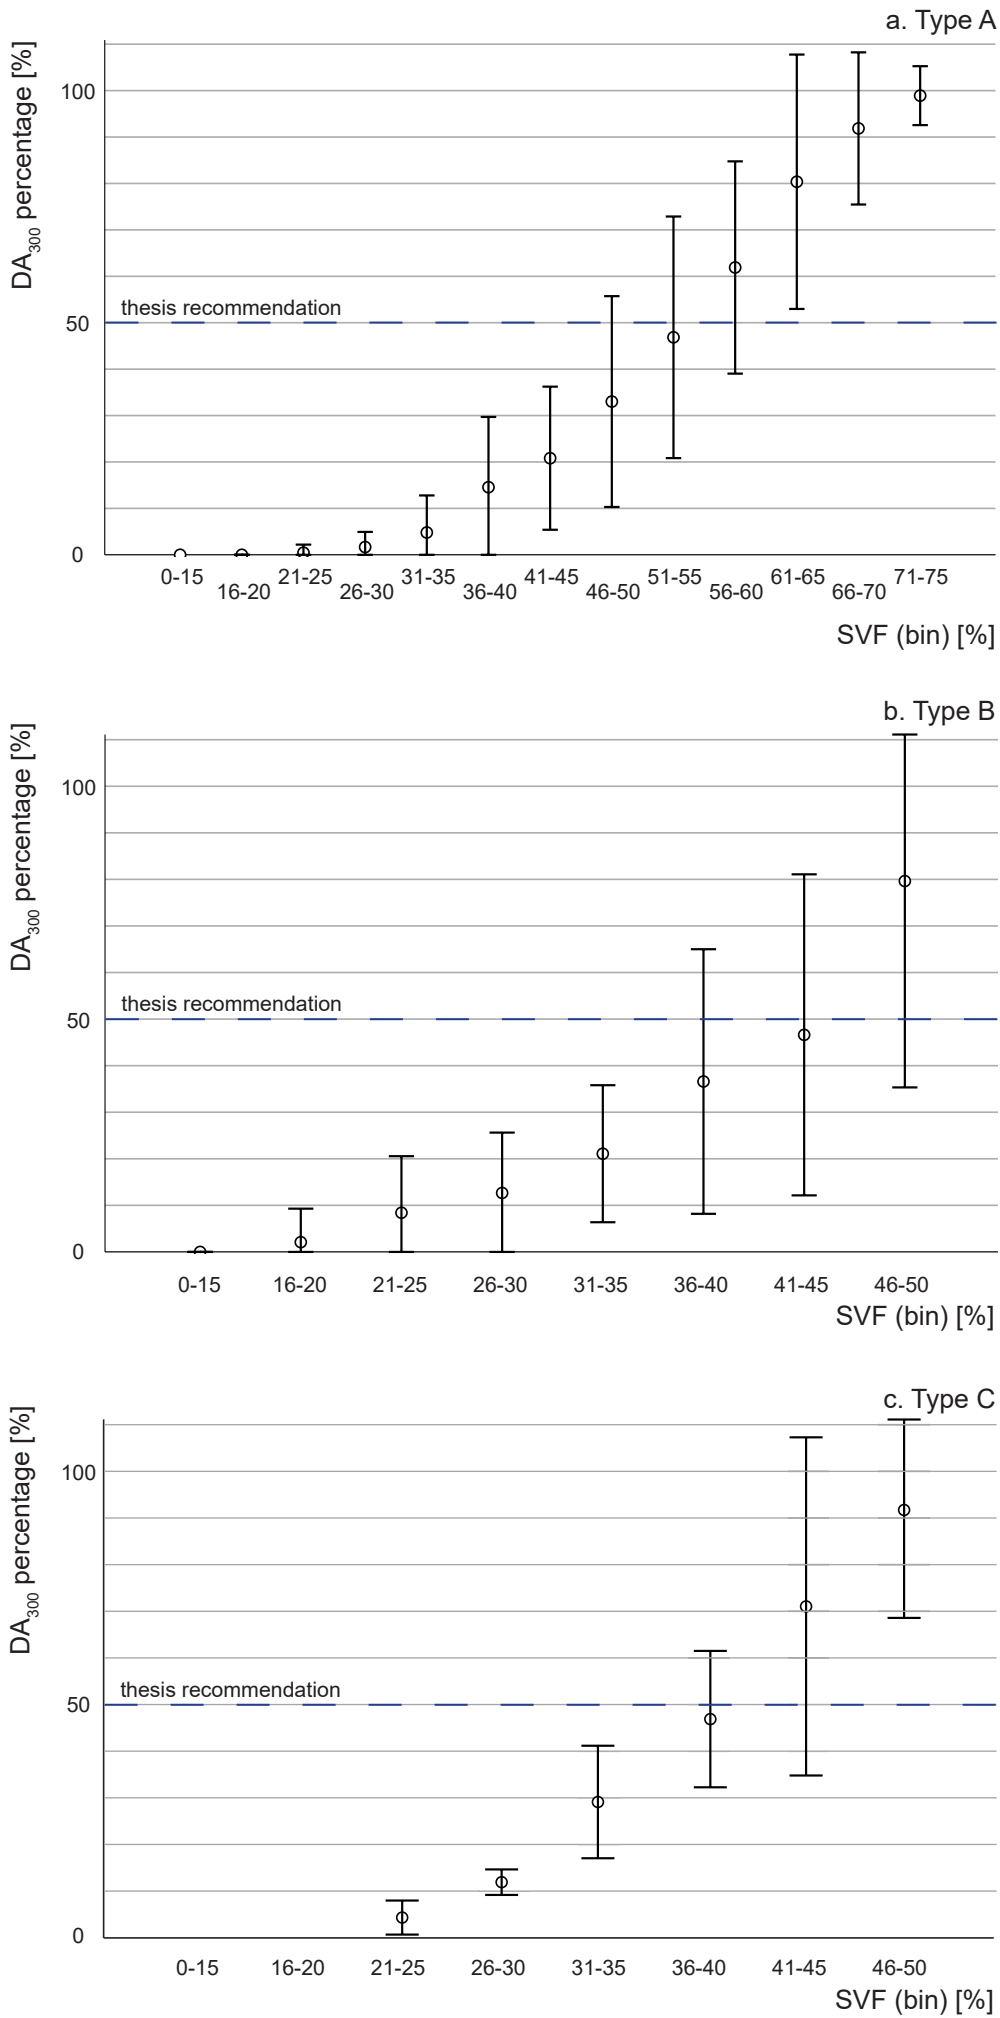 a. Type A
DA300 percentage [%]
100
thesis recommendation
50
0
0-15 21-25 31-35 41-45 51-55 61-65 71-75
16-20 26-30 36-40 46-50 56-60 66-70
SVF (bin) [%]
b. Type B
DA300 percentage [%]
100
thesis recommendation
50
0
0-15 16-20 21-25 26-30 31-35 36-40 41-45 46-50
SVF (bin) [%]
c. Type C
DA300 percentage [%]
100
thesis recommendation
50
0
0-15 16-20 21-25 26-30 31-35 36-40 41-45 46-50
SVF (bin) [%]